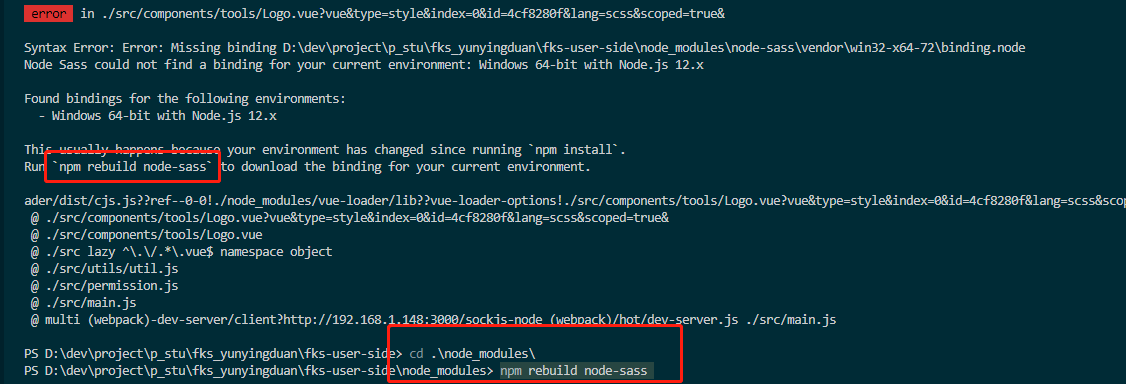 error in ./src/components/tools/Logo.vue?vue&type=style&index=0&id=4cf8280f&lang=scss&scoped=true&
Syntax Error: Error: Missing binding D:\dev\project\p_stu\fks_yunyingduan\fks-user-side\node_modules\node-sass\vendor\win32-x64-72\binding.node
Node Sass could not find a binding for your current environment: Windows 64-bit with Node.js 12.x
Found bindings for the following environments:
- Windows 64-bit with Node.js 12.x
This usually happens because your environment has changed since running `npm install`.
Run `npm rebuild node-sass` to download the binding for your current environment.
ader/dist/cjs.js??ref--0-0!./node_modules/vue-loader/lib??vue-loader-options!./src/components/tools/Logo.vue?vue&type=style&index=0&id=4cf8280f&lang=scss&scop
@ ./src/components/tools/Logo.vue?vue&type=style&index=0&id=4cf8280f&lang=scss&scoped=true&
@ ./src/components/tools/Logo.vue
@ ./src lazy ^\.\/.*\.vue$ namespace object
@ ./src/utils/util.js
@ ./src/permission.js
@ ./src/main.js
@ multi (webpack)-dev-server/client?http://192.168.1.148:3000/sockjs-node (webpack)/hot/dev-server.js ./src/main.js
PS D:\dev\project\p_stu\fks_yunyingduan\fks-user-side> cd .\node_modules\
PS D:\dev\project\p_stu\fks_yunyingduan\fks-user-side\node_modules> npm rebuild node-sass